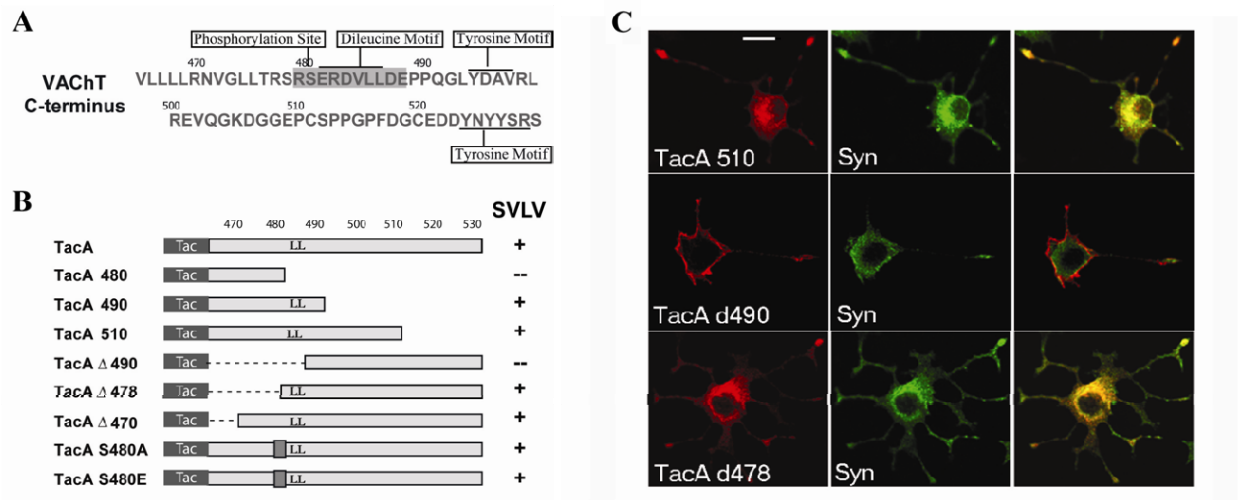 A
Phosphorylation Site Dileucine Motif Tyrosine Motif
470 480 490
VAChT
C-terminus
VLLLLRNVGLLTRSRSERDVLLDEPPQGLYDAVRL
500 510 520
REVQGKDGGEPCSPPGPFDGCEDDYNYYSRS
Tyrosine Motif
B
SVLV
470 480 490 500 510 520 530
TacA Tac LL +
TacA 480 Tac --
TacA 490 Tac LL +
TacA 510 Tac LL +
TacA Δ490 Tac --
TacA Δ478 Tac LL +
TacA Δ470 Tac LL +
TacA S480A Tac LL +
TacA S480E Tac LL +
C
TacA 510 Syn
TacA d490 Syn
TacA d478 Syn